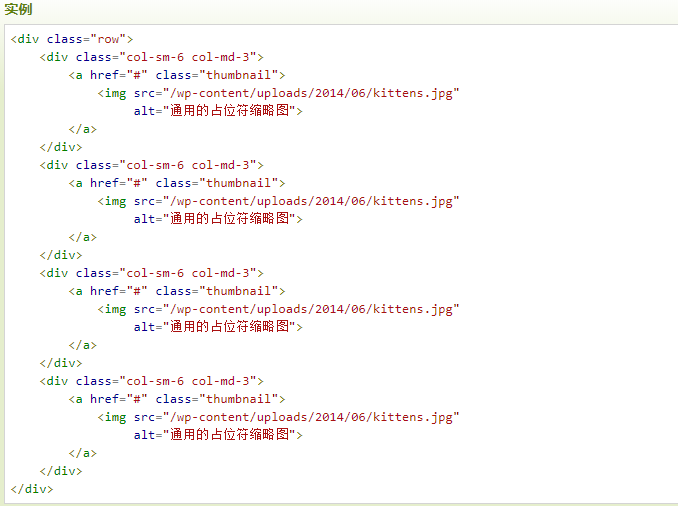 实例
<div class="row">
    <div class="col-sm-6 col-md-3">
        <a href="#" class="thumbnail">
            <img src="/wp-content/uploads/2014/06/kittens.jpg"
                 alt="通用的占位符缩略图">
        </a>
    </div>
    <div class="col-sm-6 col-md-3">
        <a href="#" class="thumbnail">
            <img src="/wp-content/uploads/2014/06/kittens.jpg"
                 alt="通用的占位符缩略图">
        </a>
    </div>
    <div class="col-sm-6 col-md-3">
        <a href="#" class="thumbnail">
            <img src="/wp-content/uploads/2014/06/kittens.jpg"
                 alt="通用的占位符缩略图">
        </a>
    </div>
    <div class="col-sm-6 col-md-3">
        <a href="#" class="thumbnail">
            <img src="/wp-content/uploads/2014/06/kittens.jpg"
                 alt="通用的占位符缩略图">
        </a>
    </div>
</div>